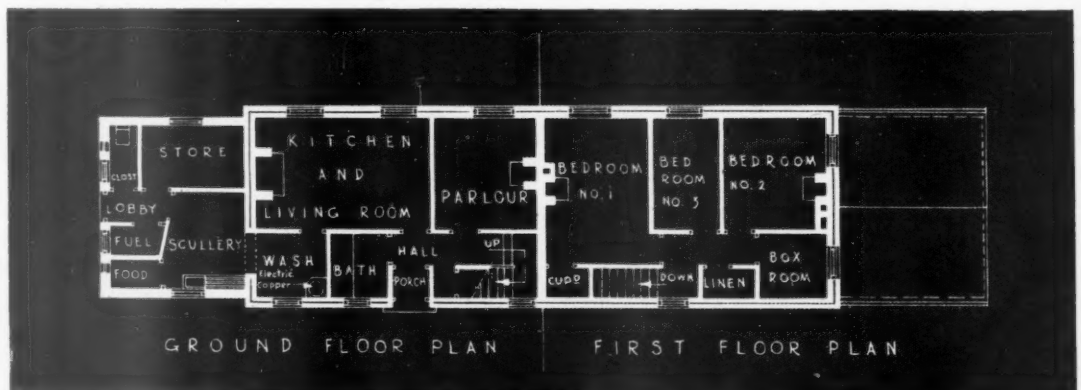 KITCHEN
AND
LIVING ROOM
STORE
CLOST
LOBBY
FUEL
SCULLERY
FOOD
WASH
Electric
Copper
BATH
HALL
PORCH
PARLOUR
UP
BEDROOM
NO. 1
BED
ROOM
NO. 3
BEDROOM
NO. 2
BOX
ROOM
CUPD
DOWN
LINEN
GROUND FLOOR PLAN
FIRST FLOOR PLAN